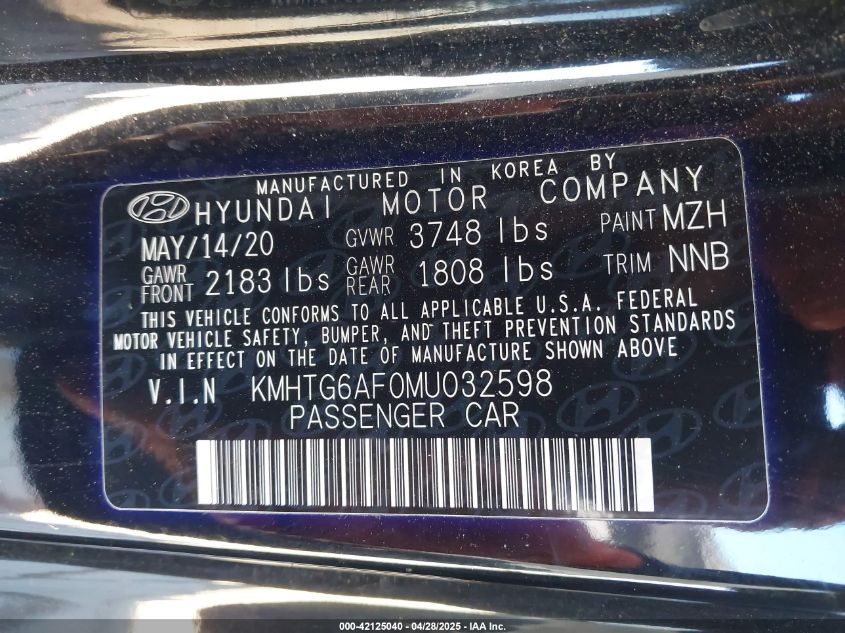 MANUFACTURED IN KOREA BY
HYUNDAI MOTOR COMPANY
MAY/14/20 GVWR 3748 lbs PAINT MZH
GAWR FRONT 2183 lbs GAWR REAR 1808 lbs TRIM NNB
THIS VEHICLE CONFORMS TO ALL APPLICABLE U.S.A. FEDERAL
MOTOR VEHICLE SAFETY, BUMPER, AND THEFT PREVENTION STANDARDS
IN EFFECT ON THE DATE OF MANUFACTURE SHOWN ABOVE
V.I.N KMHTG6AF0MU032598
PASSENGER CAR
000-42125040 - 04/28/2025 - IAA Inc.